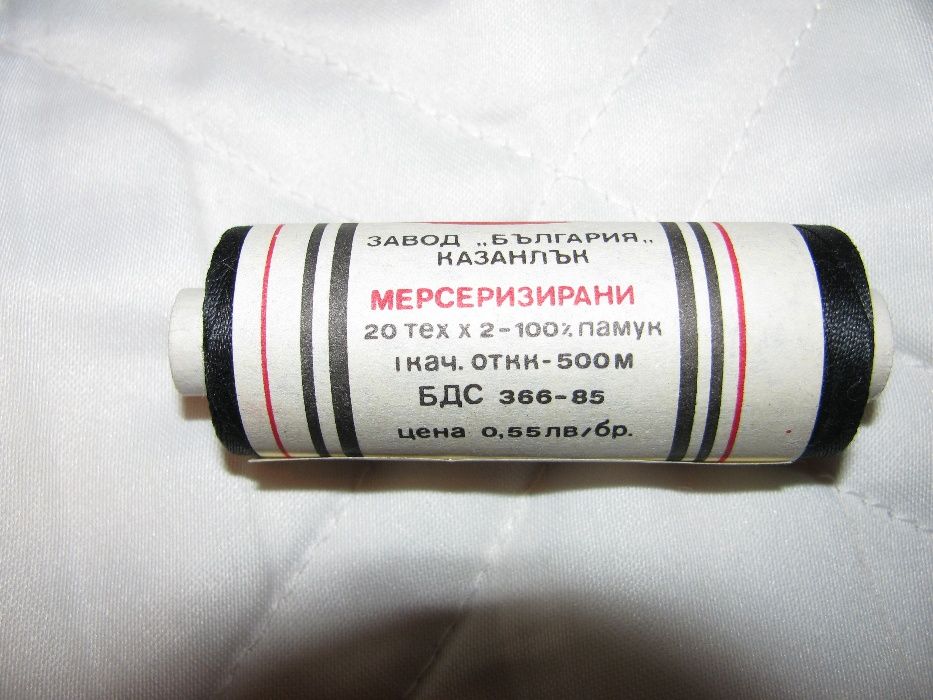 ЗАВОД „БЪЛГАРИЯ„
КАЗАНЛЪК
МЕРСЕРИЗИРАНИ
20 тех х 2-100% памук
I кач. ОТКК-500 М
БДС 366-85
цена 0,55 лв/бр.